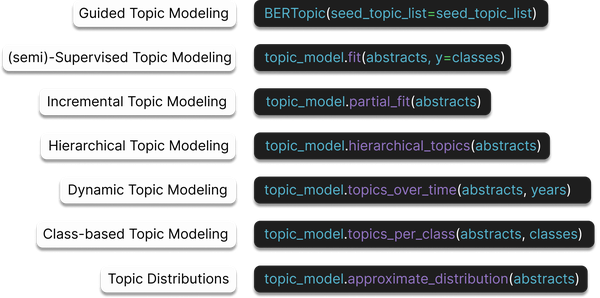 Guided Topic Modeling BERTopic(seed_topic_list=seed_topic_list)
(semi)-Supervised Topic Modeling topic_model.fit(abstracts, y=classes)
Incremental Topic Modeling topic_model.partial_fit(abstracts)
Hierarchical Topic Modeling topic_model.hierarchical_topics(abstracts)
Dynamic Topic Modeling topic_model.topics_over_time(abstracts, years)
Class-based Topic Modeling topic_model.topics_per_class(abstracts, classes)
Topic Distributions topic_model.approximate_distribution(abstracts)